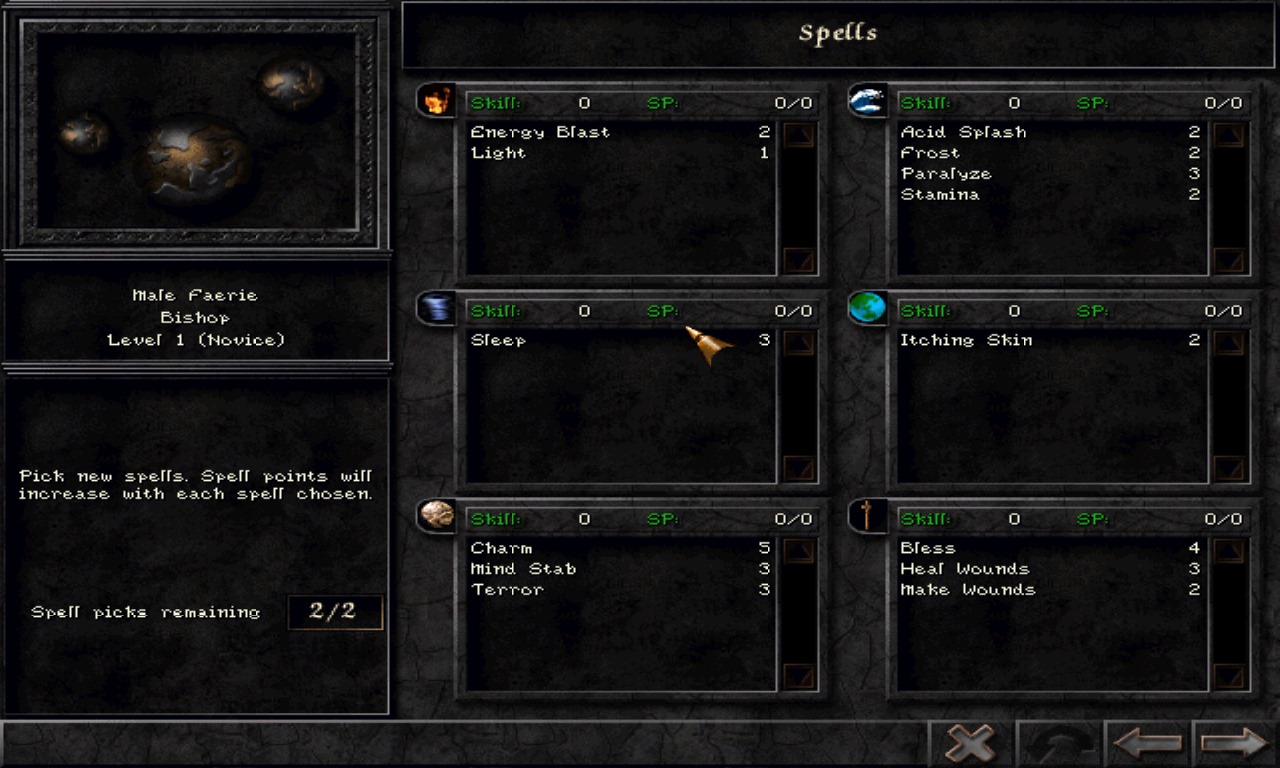 Spells
Male Faerie
Bishop
Level 1 (Novice)
Pick new spells. Spell points will
increase with each spell chosen.
Spell picks remaining 2/2
Skill: 0 SP: 0/0
Energy Blast 2
Light 1
Skill: 0 SP: 0/0
Acid Splash 2
Frost 2
Paralyze 3
Stamina 2
Skill: 0 SP: 0/0
Sleep 3
Skill: 0 SP: 0/0
Itching Skin 2
Skill: 0 SP: 0/0
Charm 5
Mind Stab 3
Terror 3
Skill: 0 SP: 0/0
Bless 4
Heal Wounds 3
Make Wounds 2